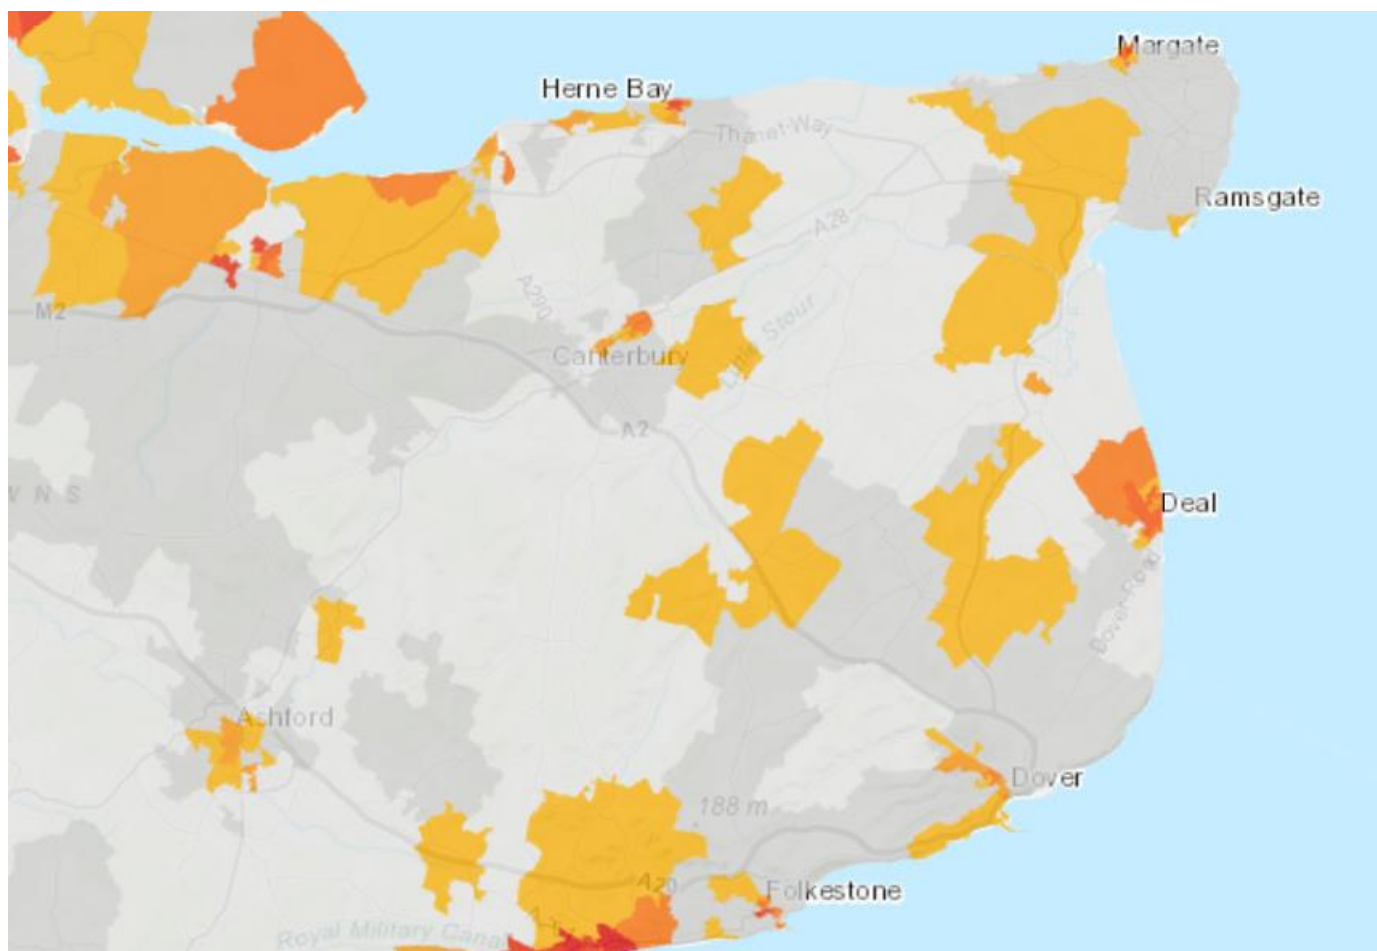 Margate
Herne Bay
Thanet Way
Ramsgate
A28
A290
M2
Little Stour
Canterbury
A2
W N S
Deal
Dover Road
Ashford
Dover
188 m
A20
Folkestone
Royal Military Canal